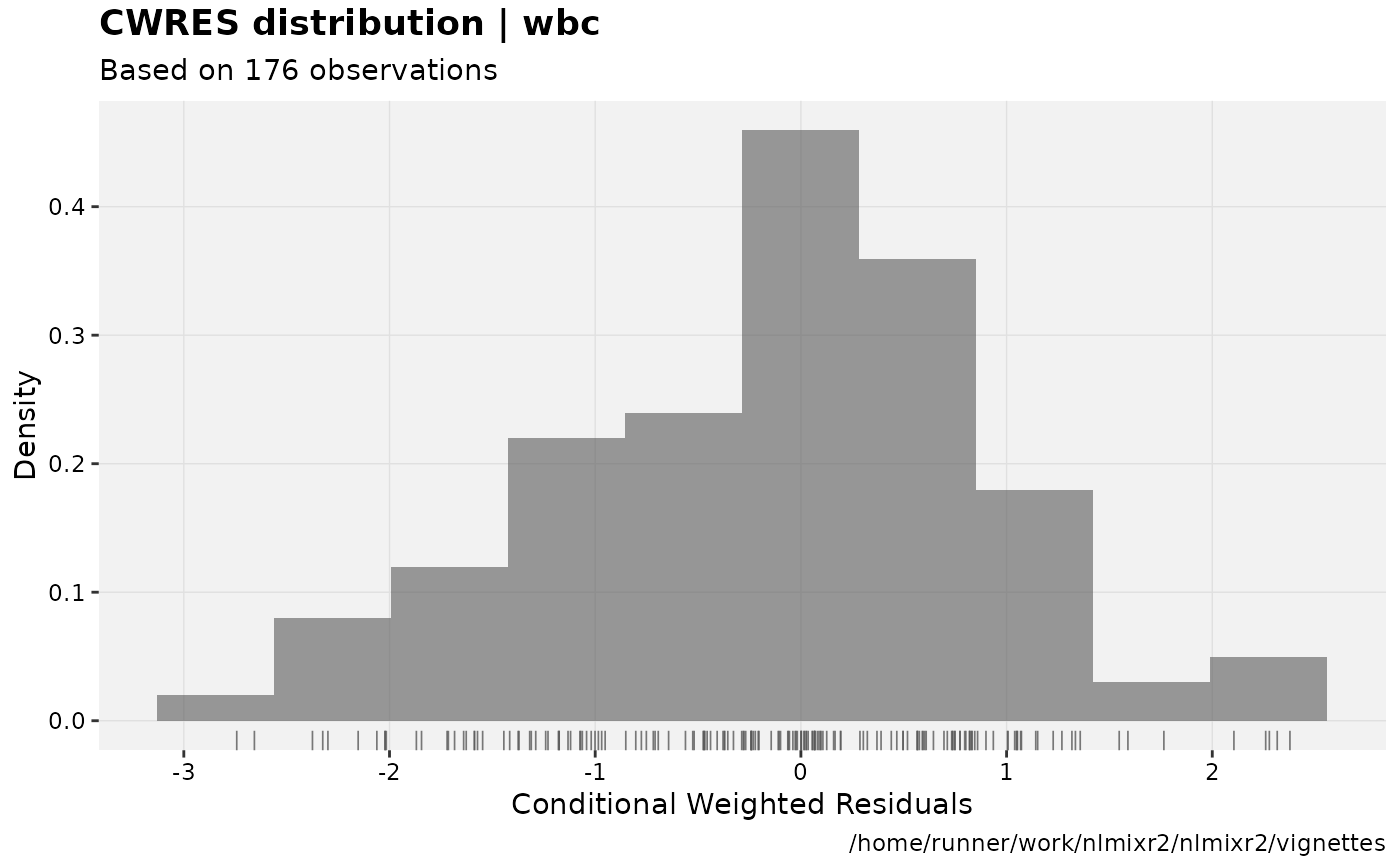 CWRES distribution | wbc
Based on 176 observations
Density
0.4
0.3
0.2
0.1
0.0
-3 -2 -1 0 1 2
Conditional Weighted Residuals
/home/runner/work/nlmixr2/nlmixr2/vignettes